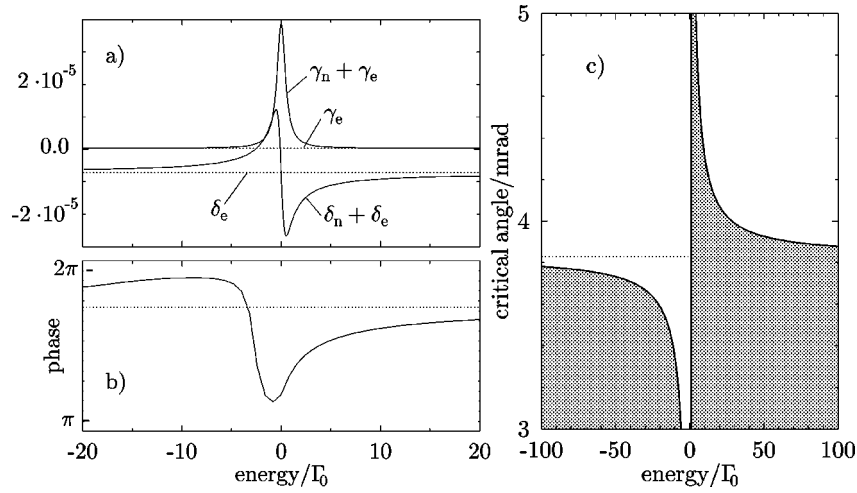 a)
2 · 10⁻⁵
0.0
-2 · 10⁻⁵
γₙ + γₑ
γₑ
δₑ
δₙ + δₑ
2π
phase
π
b)
-20
-10
0
10
20
energy/Γ₀
c)
5
4
3
critical angle/mrad
-100
-50
0
50
100
energy/Γ₀